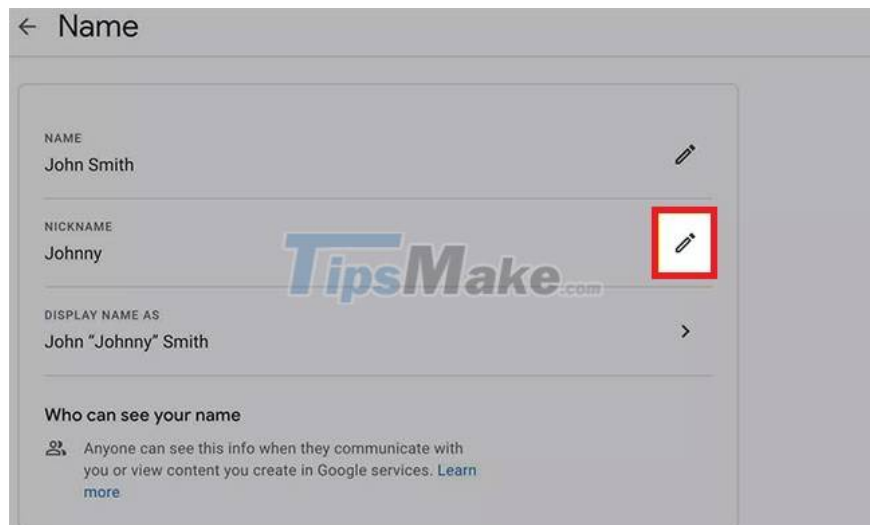 Name
NAME
John Smith
NICKNAME
Johnny
TipsMake.com
DISPLAY NAME AS
John “Johnny” Smith
Who can see your name
Anyone can see this info when they communicate with
you or view content you create in Google services. Learn
more